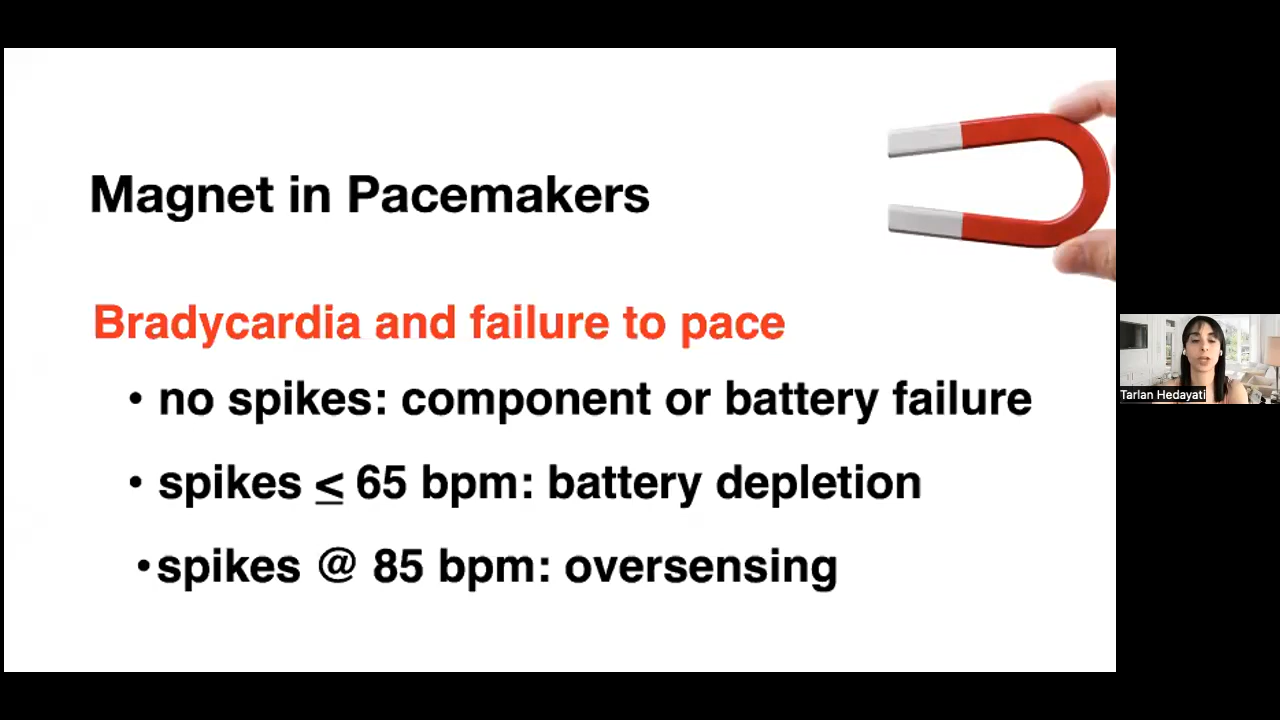 Magnet in Pacemakers
Bradycardia and failure to pace
• no spikes: component or battery failure
• spikes ≤ 65 bpm: battery depletion
• spikes @ 85 bpm: oversensing
Tarlan Hedayati